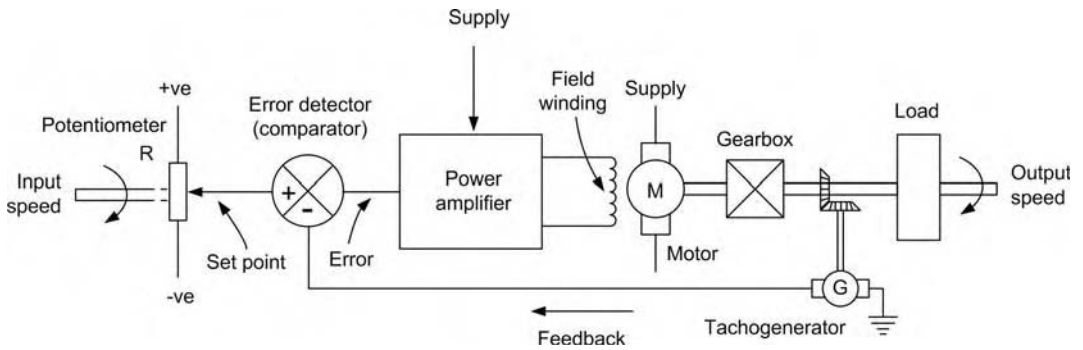 Supply
+ve
Potentiometer
R
Input
speed
-ve
Set point
Error detector
(comparator)
+
-
Error
Power
amplifier
Field
winding
Supply
M
Motor
Gearbox
Load
Output
speed
G
Tachogenerator
Feedback